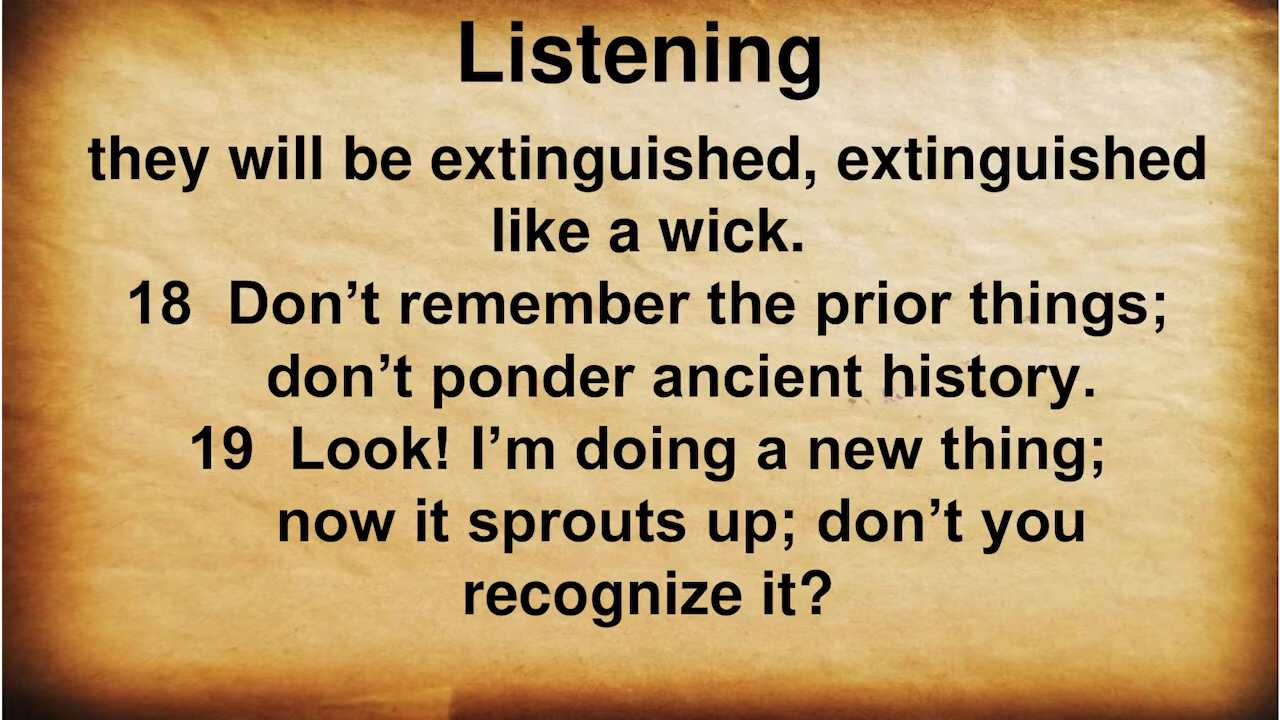 Listening
they will be extinguished, extinguished
like a wick.
18  Don’t remember the prior things;
don’t ponder ancient history.
19  Look! I’m doing a new thing;
now it sprouts up; don’t you
recognize it?